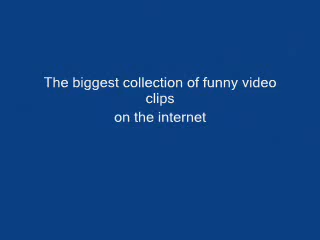 The biggest collection of funny video
clips
on the internet